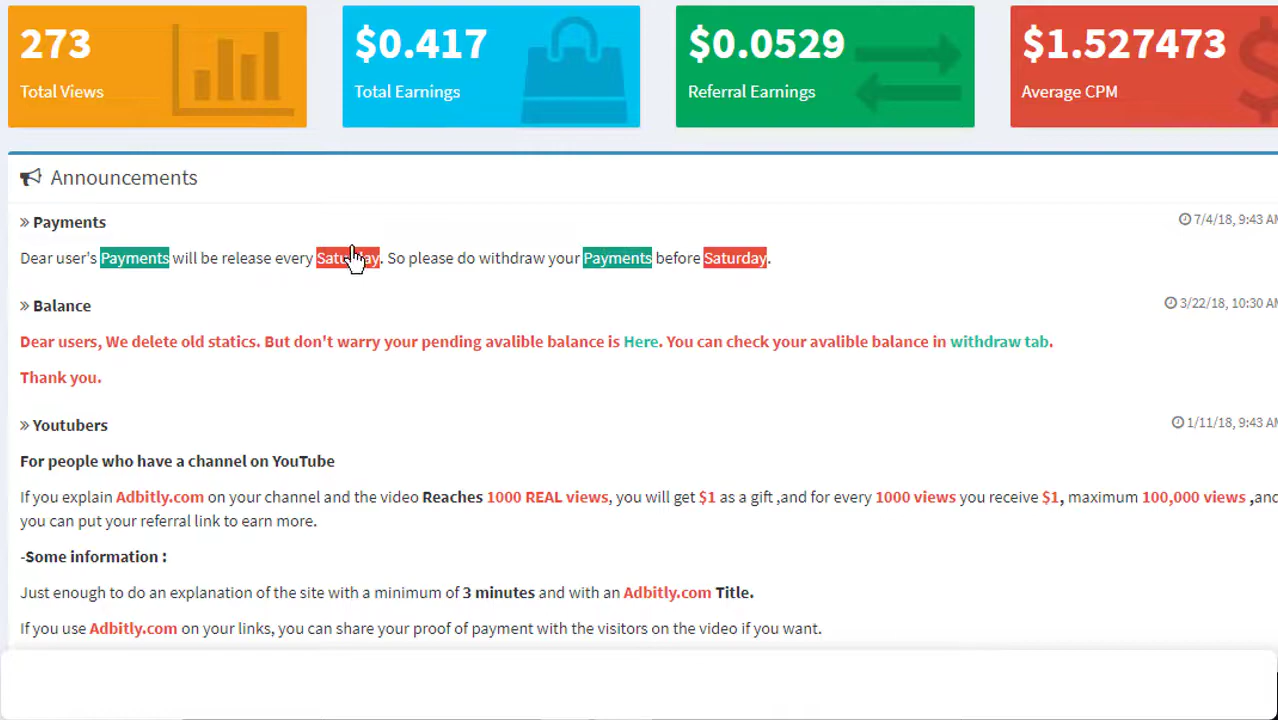 273
Total Views
$0.417
Total Earnings
$0.0529
Referral Earnings
$1.527473
Average CPM
Announcements
» Payments
7/4/18, 9:43 AM
Dear user's Payments will be release every Saturday. So please do withdraw your Payments before Saturday.
» Balance
3/22/18, 10:30 AM
Dear users, We delete old statics. But don't warry your pending avalible balance is Here. You can check your avalible balance in withdraw tab.
Thank you.
» Youtubers
1/11/18, 9:43 AM
For people who have a channel on YouTube
If you explain Adbitly.com on your channel and the video Reaches 1000 REAL views, you will get $1 as a gift ,and for every 1000 views you receive $1, maximum 100,000 views ,and
you can put your referral link to earn more.
-Some information :
Just enough to do an explanation of the site with a minimum of 3 minutes and with an Adbitly.com Title.
If you use Adbitly.com on your links, you can share your proof of payment with the visitors on the video if you want.